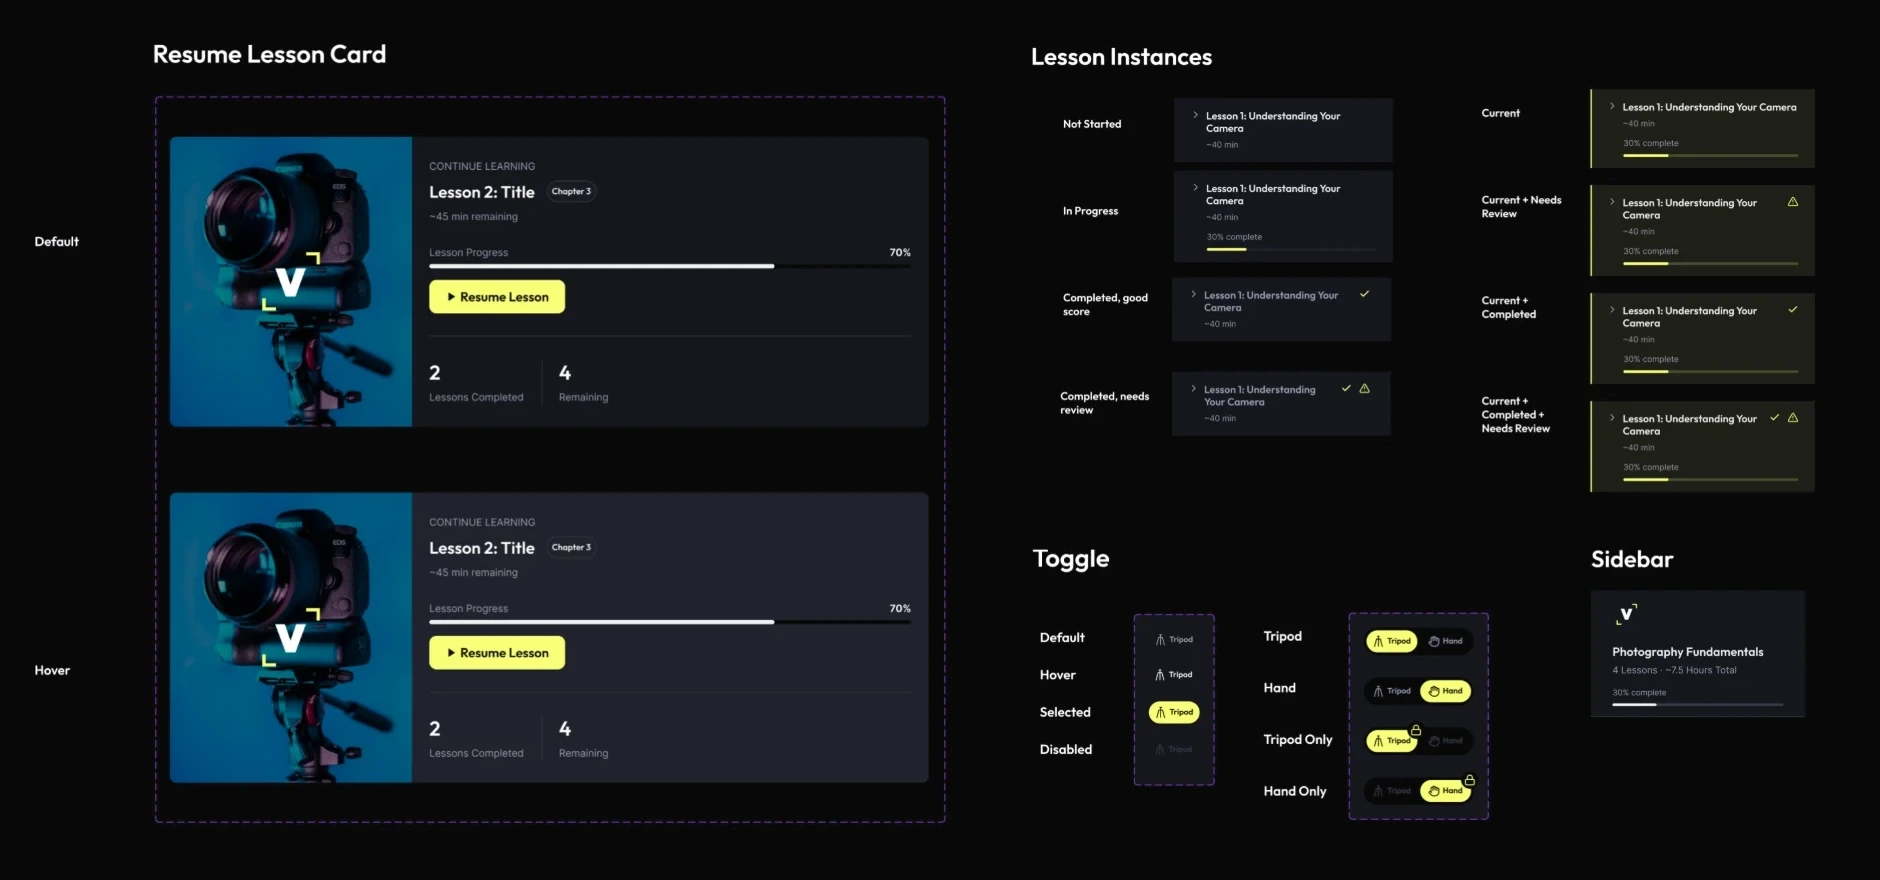 Resume Lesson Card
Default
Canon
EOS
V
CONTINUE LEARNING
Lesson 2: Title
Chapter 3
~45 min remaining
Lesson Progress
70%
Resume Lesson
2
Lessons Completed
4
Remaining
Hover
Canon
EOS
V
CONTINUE LEARNING
Lesson 2: Title
Chapter 3
~45 min remaining
Lesson Progress
70%
Resume Lesson
2
Lessons Completed
4
Remaining
Lesson Instances
Not Started
Lesson 1: Understanding Your
Camera
~40 min
In Progress
Lesson 1: Understanding Your
Camera
~40 min
30% complete
Completed, good
score
Lesson 1: Understanding Your
Camera
~40 min
Completed, needs
review
Lesson 1: Understanding
Your Camera
~40 min
Current
Lesson 1: Understanding Your Camera
~40 min
30% complete
Current + Needs
Review
Lesson 1: Understanding Your
Camera
~40 min
30% complete
Current +
Completed
Lesson 1: Understanding Your
Camera
~40 min
30% complete
Current +
Completed +
Needs Review
Lesson 1: Understanding Your
Camera
~40 min
30% complete
Toggle
Default
Tripod
Hover
Tripod
Selected
Tripod
Disabled
Tripod
Tripod
Tripod
Hand
Hand
Tripod
Hand
Tripod Only
Tripod
Hand
Hand Only
Tripod
Hand
Sidebar
V
Photography Fundamentals
4 Lessons · ~7.5 Hours Total
30% complete